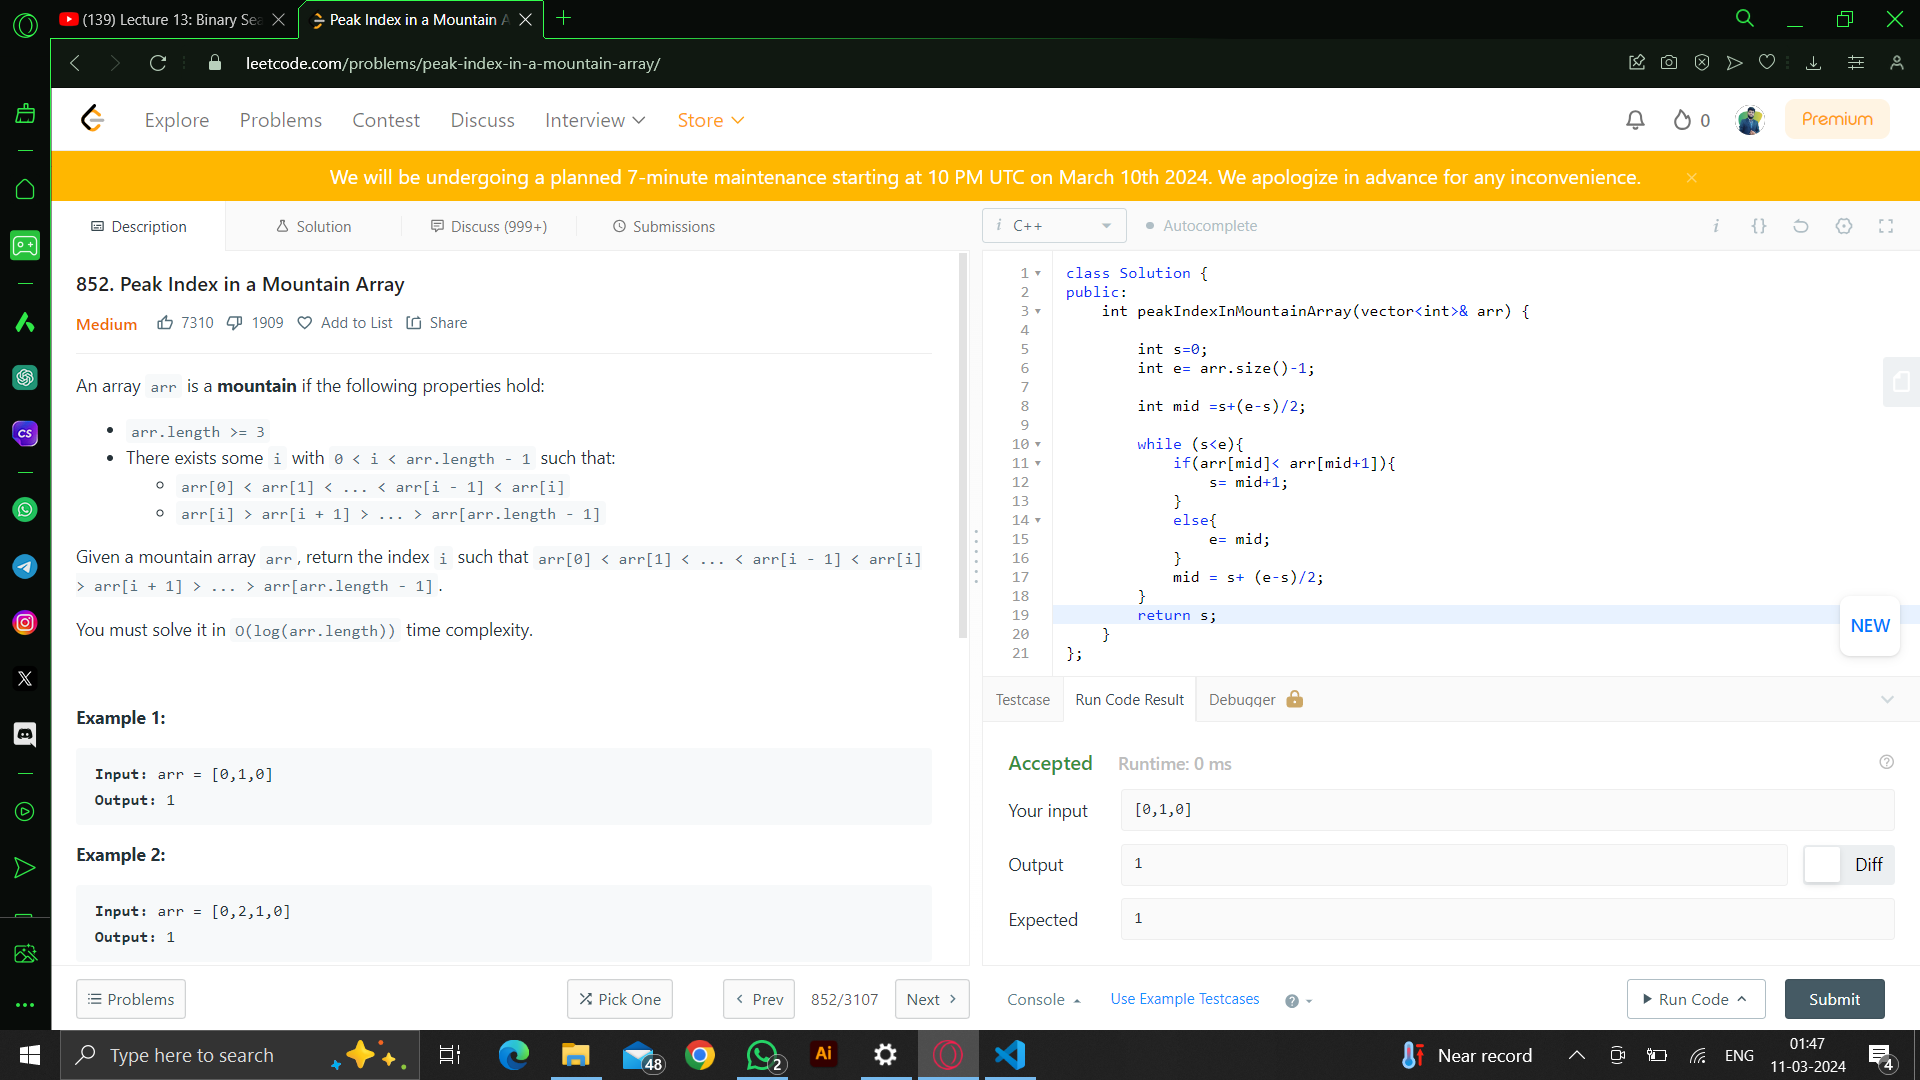 (139) Lecture 13: Binary Sea
Peak Index in a Mountain A
leetcode.com/problems/peak-index-in-a-mountain-array/
Explore
Problems
Contest
Discuss
Interview
Store
0
Premium
We will be undergoing a planned 7-minute maintenance starting at 10 PM UTC on March 10th 2024. We apologize in advance for any inconvenience.
Description
Solution
Discuss (999+)
Submissions
i C++
Autocomplete
i {}
852. Peak Index in a Mountain Array
Medium 7310 1909 Add to List Share
An array arr is a mountain if the following properties hold:
• arr.length >= 3
• There exists some i with 0 < i < arr.length - 1 such that:
arr[0] < arr[1] < ... < arr[i - 1] < arr[i]
arr[i] > arr[i + 1] > ... > arr[arr.length - 1]
Given a mountain array arr, return the index i such that arr[0] < arr[1] < ... < arr[i - 1] < arr[i]
> arr[i + 1] > ... > arr[arr.length - 1].
You must solve it in O(log(arr.length)) time complexity.
Example 1:
Input: arr = [0,1,0]
Output: 1
Example 2:
Input: arr = [0,2,1,0]
Output: 1
Problems
Pick One
Prev
852/3107
Next
1 class Solution {
2 public:
3 int peakIndexInMountainArray(vector<int>& arr) {
4
5 int s=0;
6 int e= arr.size()-1;
7
8 int mid =s+(e-s)/2;
9
10 while (s<e){
11 if(arr[mid]< arr[mid+1]){
12 s= mid+1;
13 }
14 else{
15 e= mid;
16 }
17 mid = s+ (e-s)/2;
18 }
19 return s;
20 }
21 };
NEW
Testcase
Run Code Result
Debugger
Accepted Runtime: 0 ms
Your input [0,1,0]
Output 1 Diff
Expected 1
Console
Use Example Testcases
Run Code
Submit
CS
Type here to search
48
2
Ai
Near record
ENG
01:47
11-03-2024
4